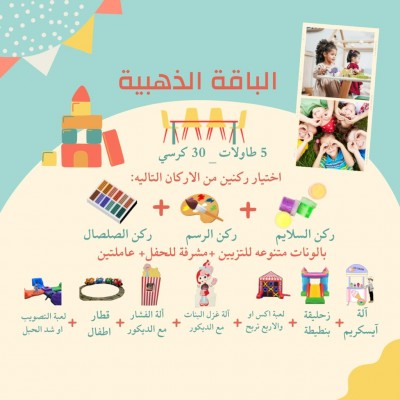 الباقة الذهبية
5 طاولات _ 30 كرسي
اختيار ركنين من الاركان التاليه:
ركن السلايم + ركن الرسم + ركن الصلصال
بالونات متنوعه للتزيين +مشرفة للحفل+ عاملتين
آلة آيسكريم + زحليقة نطيطة + لعبة اكس او والاربع تربح + آلة غزل البنات مع الديكور + آلة الفشار مع الديكور + قطار اطفال + لعبة التصويب او شد الحبل